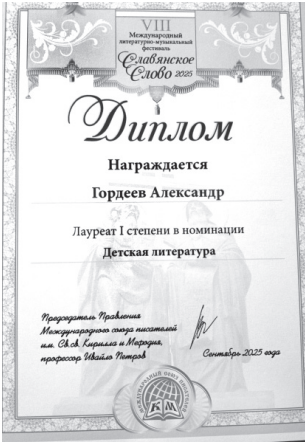 VIII
Международный
литературно-музыкальный
фестиваль
Славянское
Слово 2025
Диплом
Награждается
Гордеев Александр
Лауреат I степени в номинации
Детская литература
Председатель Правления
Международного союза писателей
им. Св.св. Кирилла и Мефодия,
профессор Ивайло Петров
Сентябрь 2025 года
КМ